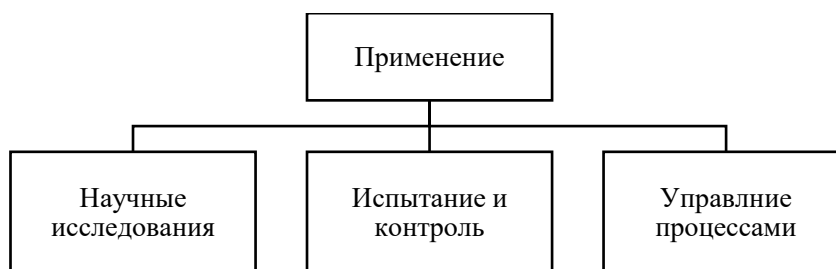 Применение
Научные
исследования
Испытание и
контроль
Управлние
процессами